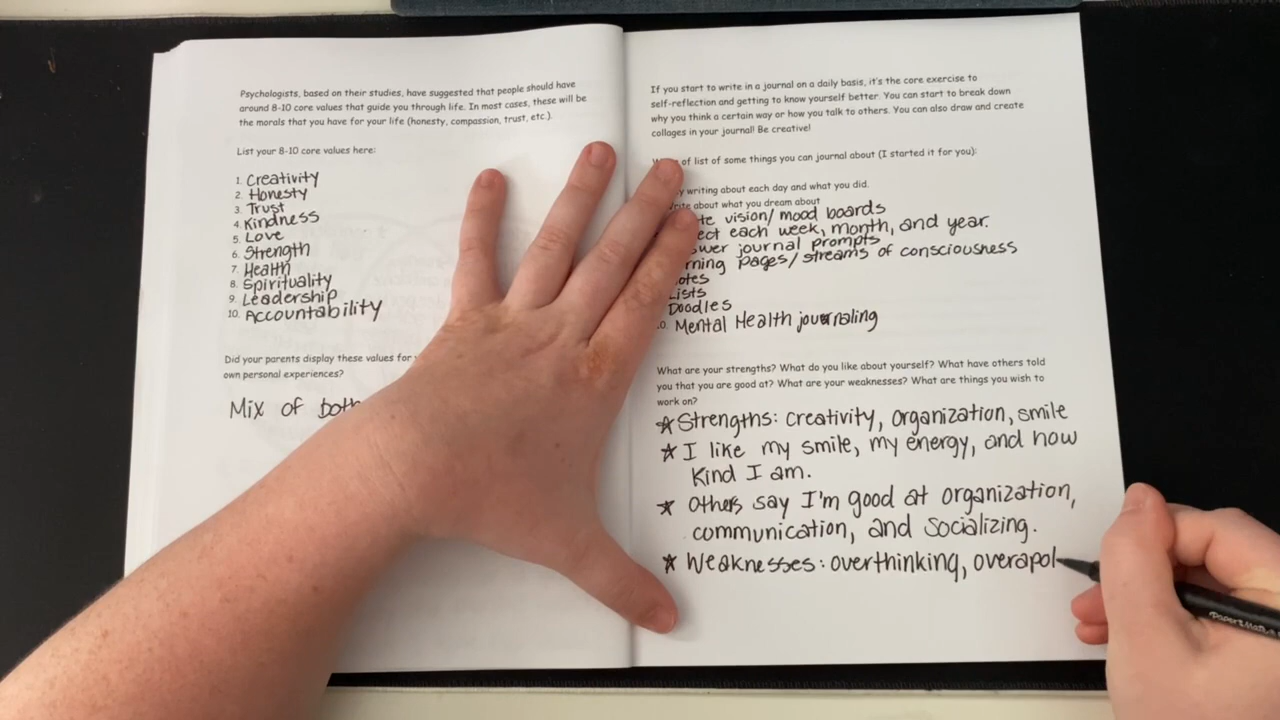 Psychologists, based on their studies, have suggested that people should have
around 8-10 core values that guide you through life. In most cases, these will be
the morals that you have for your life (honesty, compassion, trust, etc.).
List your 8-10 core values here:
1. Creativity
2. Honesty
3. Trust
4. Kindness
5. Love
6. Strength
7. Health
8. Spirituality
9. Leadership
10. Accountability
Did your parents display these values for
own personal experiences?
Mix of both
If you start to write in a journal on a daily basis, it's the core exercise to
self-reflection and getting to know yourself better. You can start to break down
why you think a certain way or how you talk to others. You can also draw and create
collages in your journal! Be creative!
of list of some things you can journal about (I started it for you):
writing about each day and what you did.
about what you dream about
vision/mood boards
each week, month, and year.
journal prompts
pages/streams of consciousness
Lists
Doodles
Mental Health journaling
What are your strengths? What do you like about yourself? What have others told
you that you are good at? What are your weaknesses? What are things you wish to
work on?
Strengths: creativity, organization, smile
I like my smile, my energy, and how
kind I am.
Others say I'm good at organization,
communication, and socializing.
Weaknesses: overthinking, overapol
PaperMate